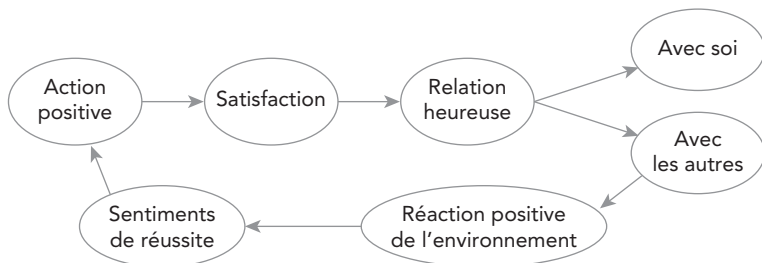 Action
positive
Satisfaction
Relation
heureuse
Avec soi
Avec
les autres
Réaction positive
de l'environnement
Sentiments
de réussite